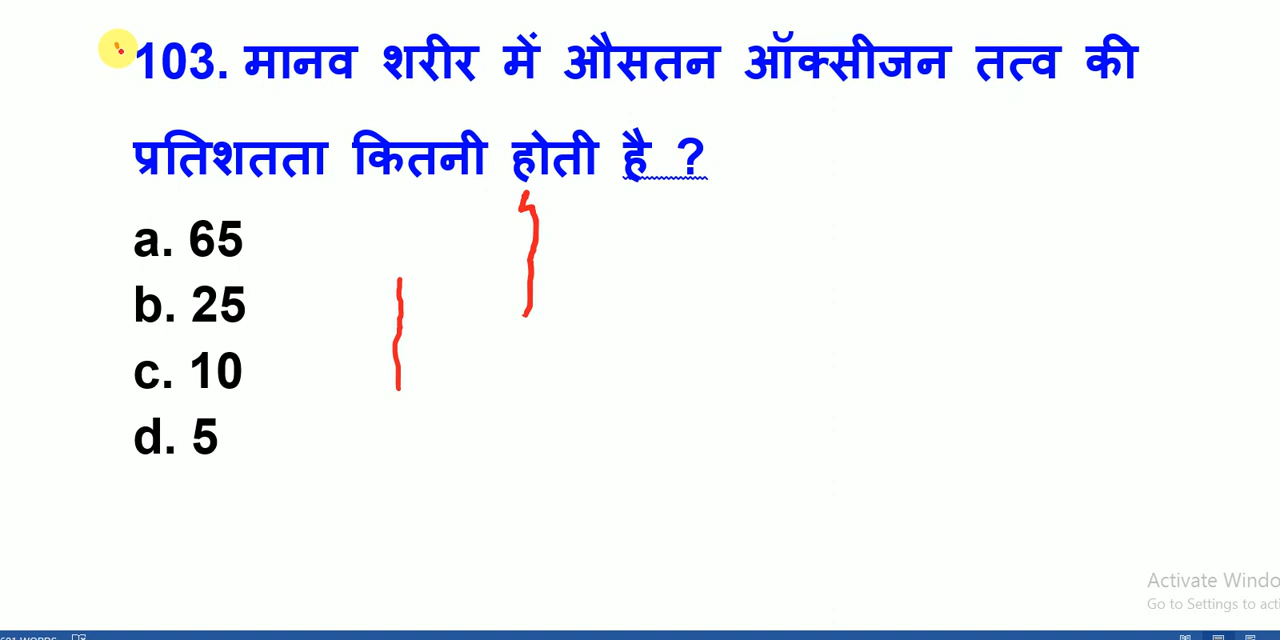 103. मानव शरीर में औसतन ऑक्सीजन तत्व की
प्रतिशतता कितनी होती है ?
a. 65
b. 25
c. 10
d. 5
Activate Windo
Go to Settings to acti